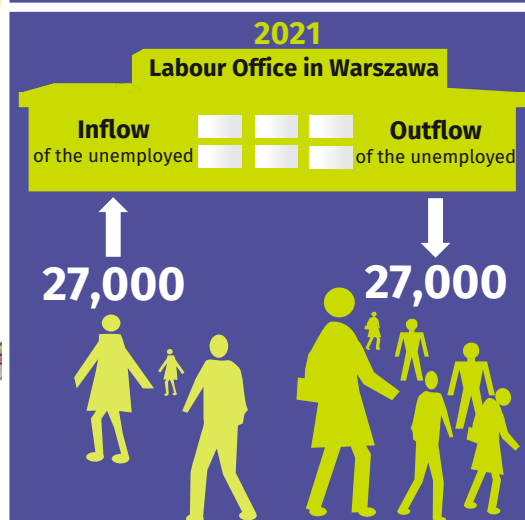 2021
Labour Office in Warszawa
Inflow
of the unemployed
Outflow
of the unemployed
27,000
27,000